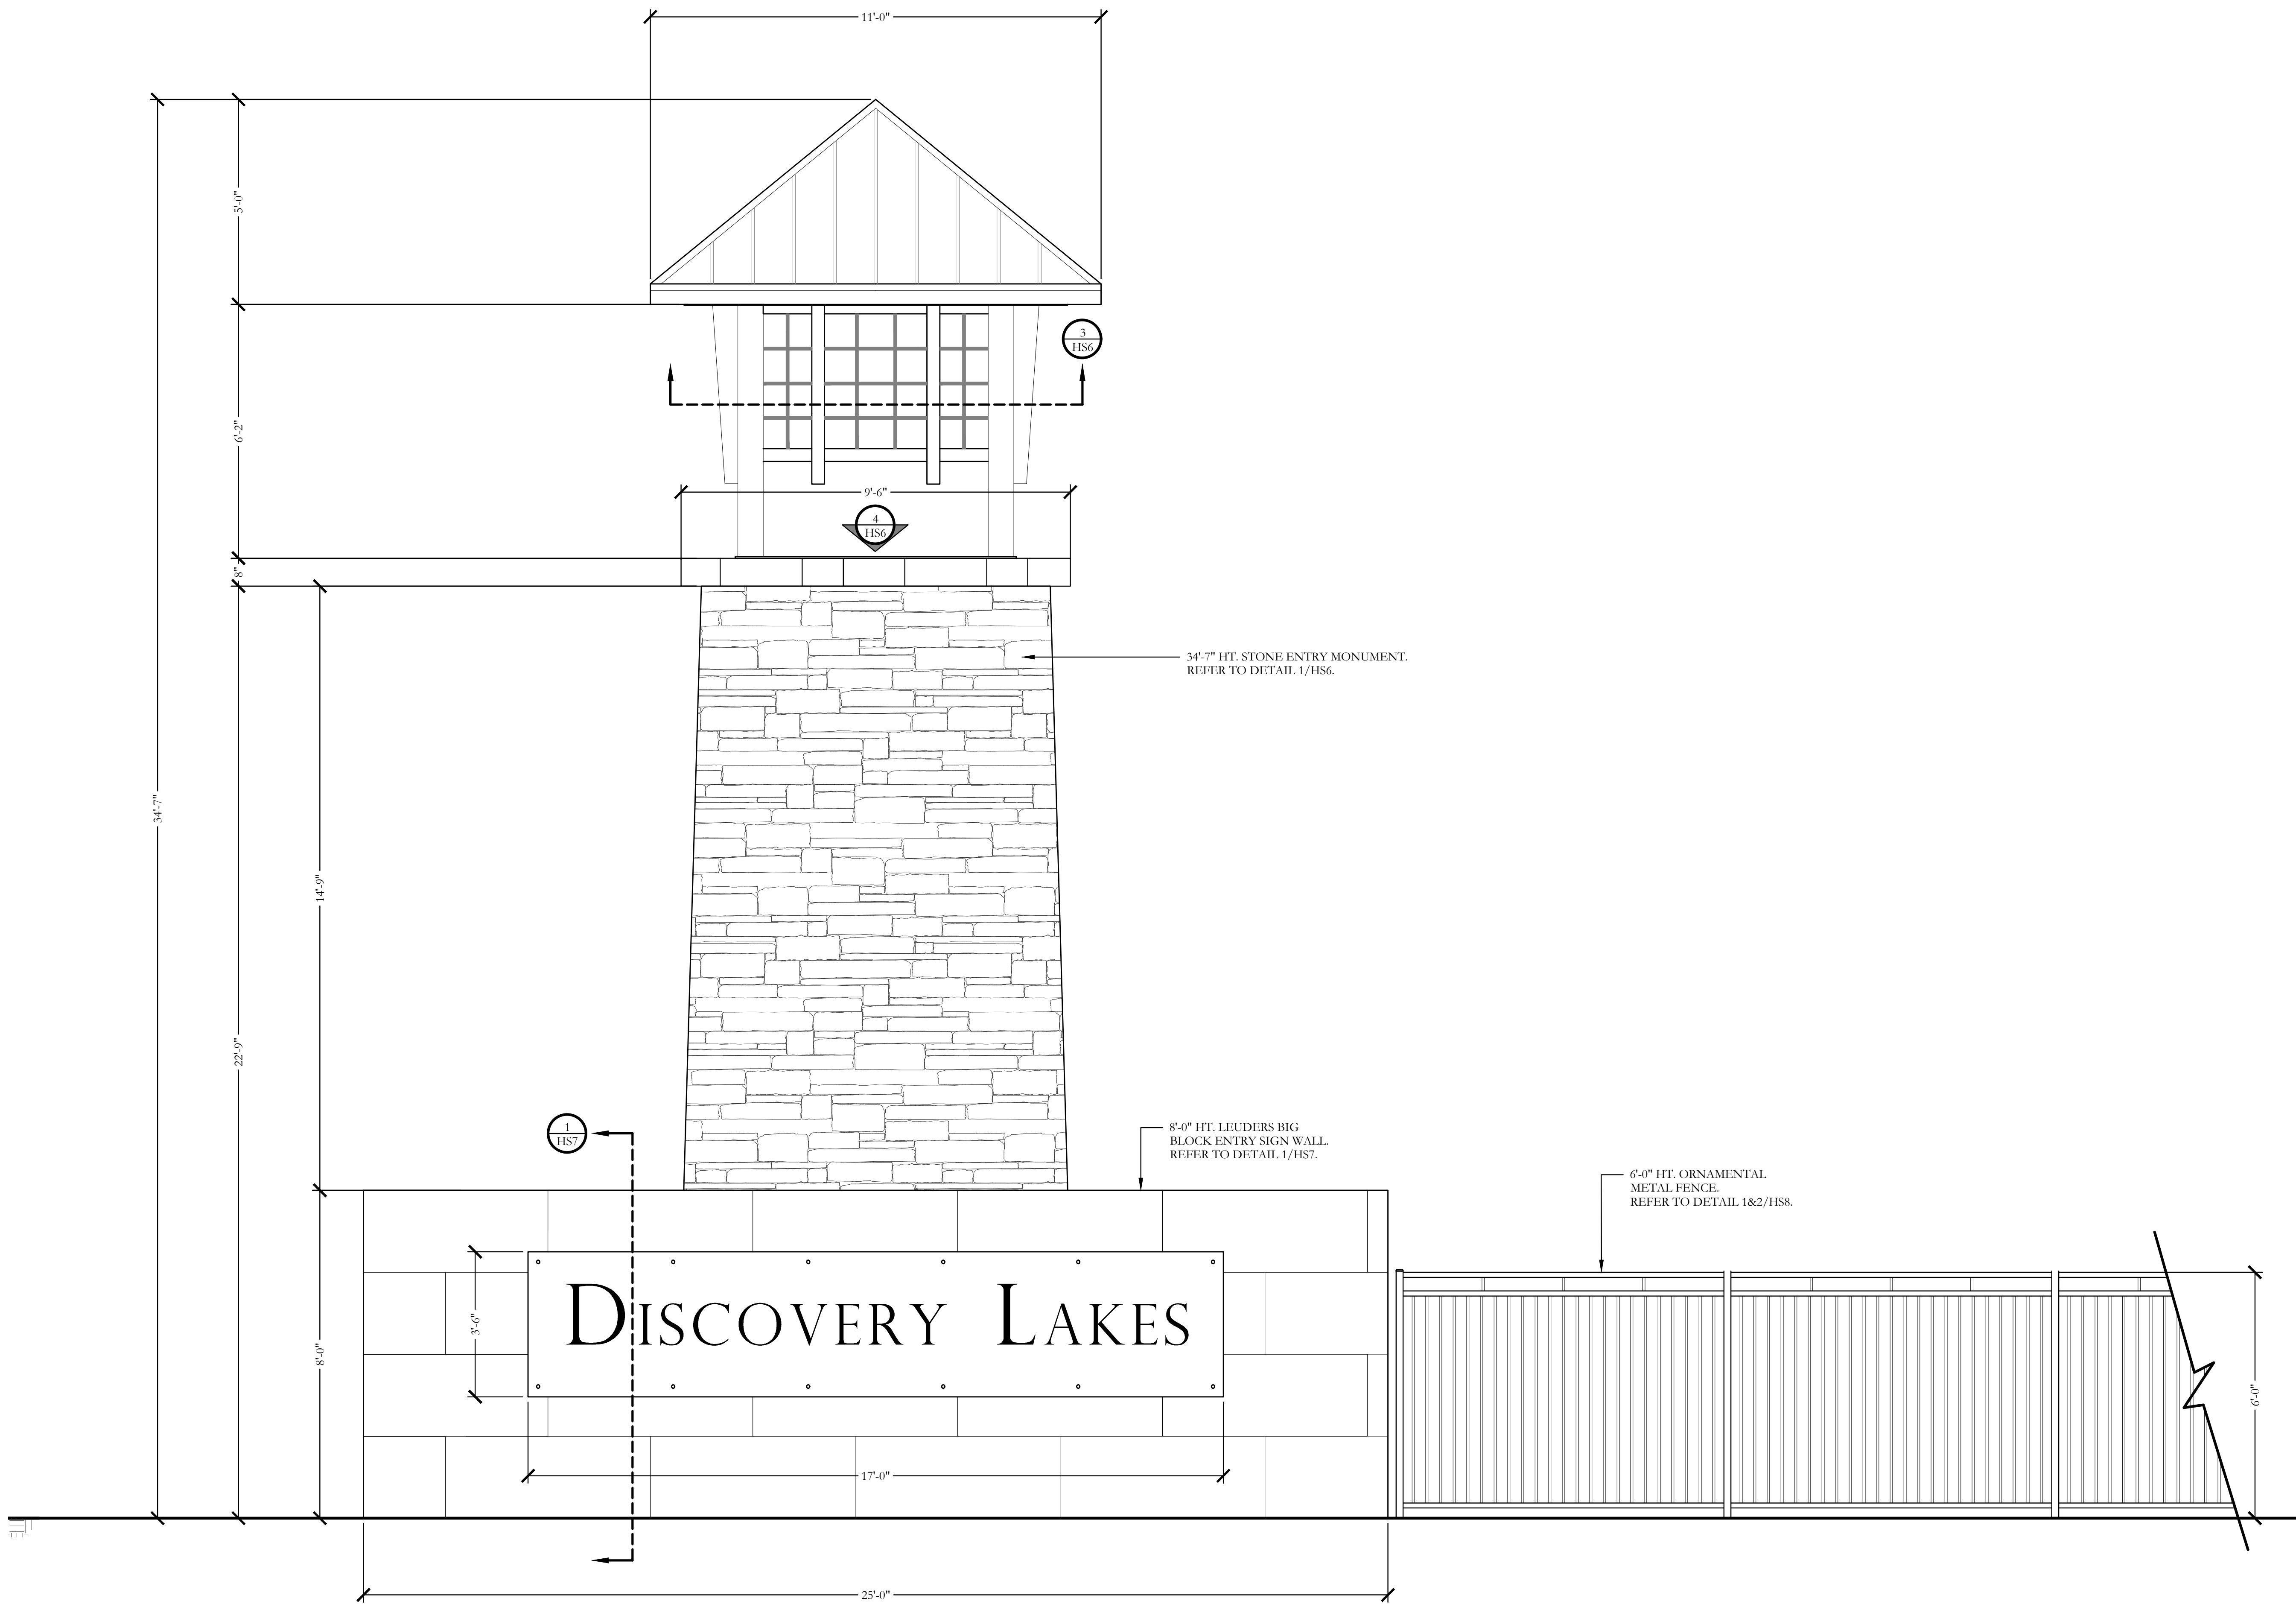 11'-0"
5'-0"
3
HS6
6'-2"
9'-6"
4
HS6
8"
34'-7" HT. STONE ENTRY MONUMENT.
REFER TO DETAIL 1/HS6.
34'-7"
14'-9"
22'-9"
1
HS7
8'-0" HT. LEUDERS BIG
BLOCK ENTRY SIGN WALL.
REFER TO DETAIL 1/HS7.
6'-0" HT. ORNAMENTAL
METAL FENCE.
REFER TO DETAIL 1&2/HS8.
3'-6"
DISCOVERY LAKES
8'-0"
6'-0"
17'-0"
25'-0"